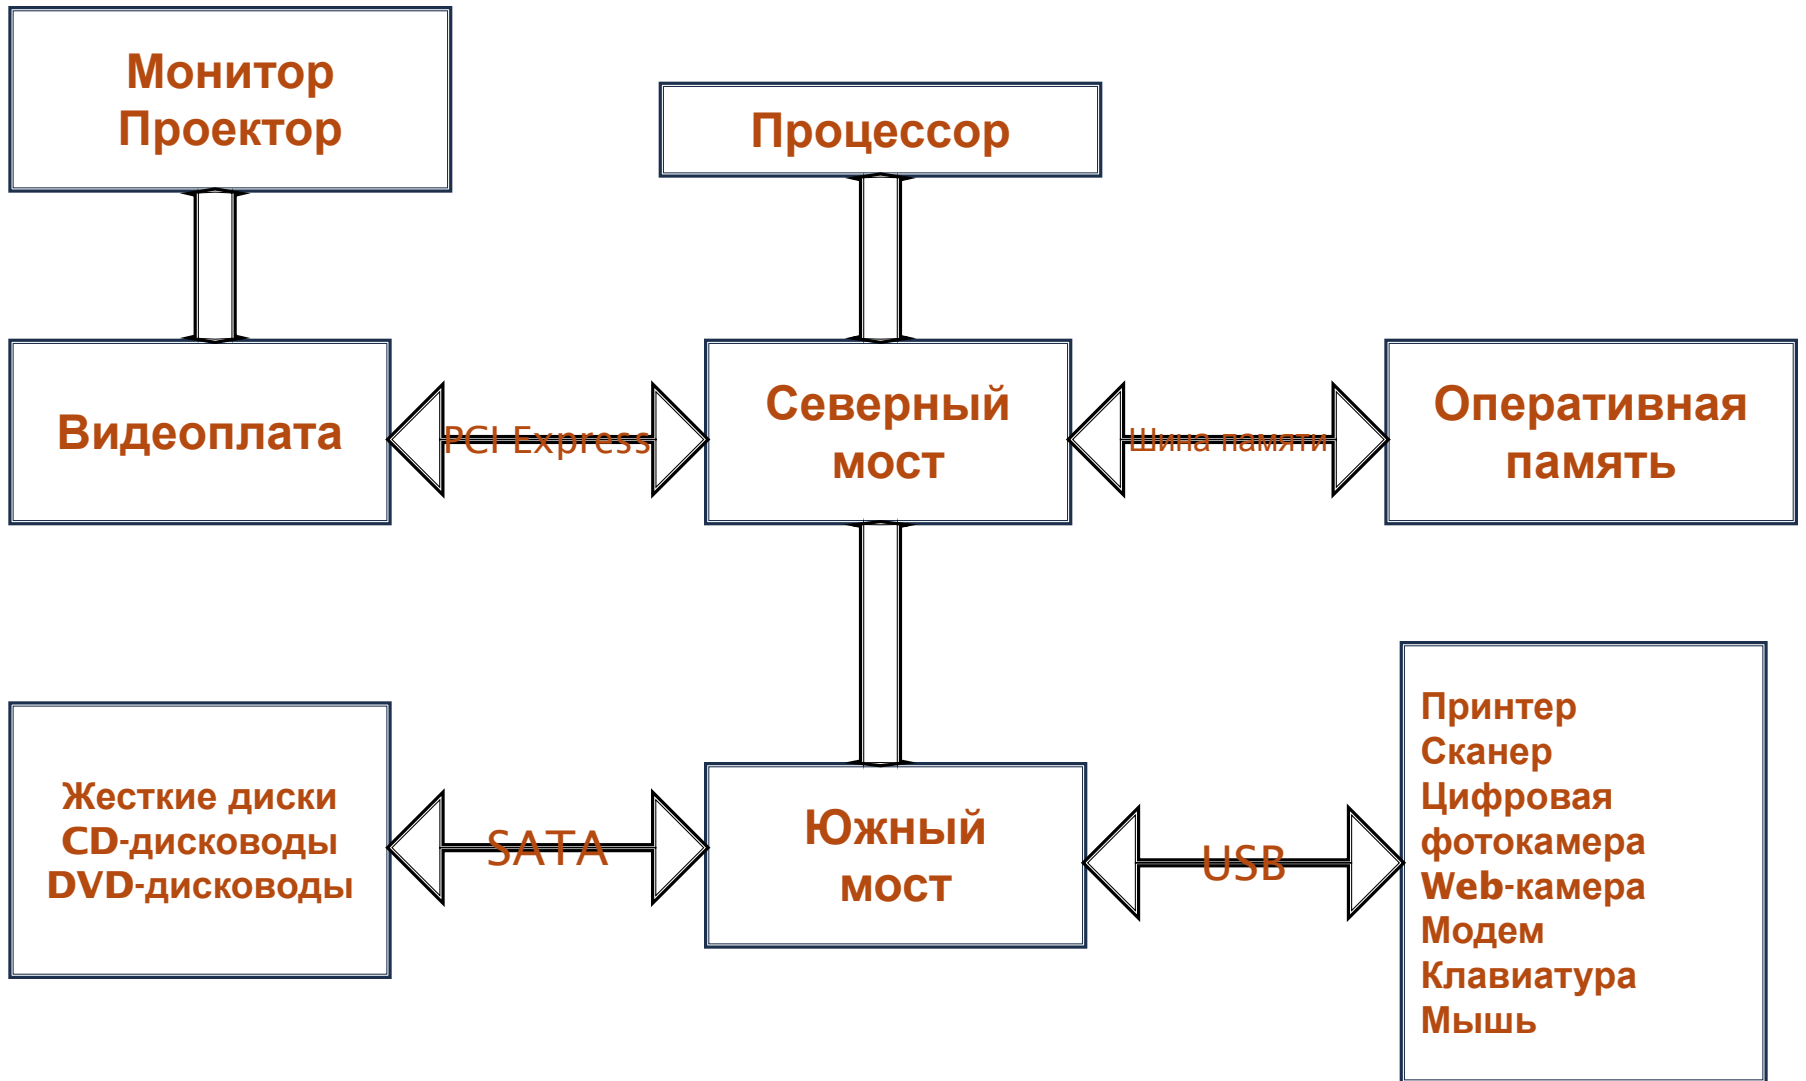 Монитор
Проектор
Процессор
Видеоплата
PCI Express
Северный
мост
Шина памяти
Оперативная
память
Жесткие диски
CD-дисководы
DVD-дисководы
SATA
Южный
мост
USB
Принтер
Сканер
Цифровая
фотокамера
Web-камера
Модем
Клавиатура
Мышь